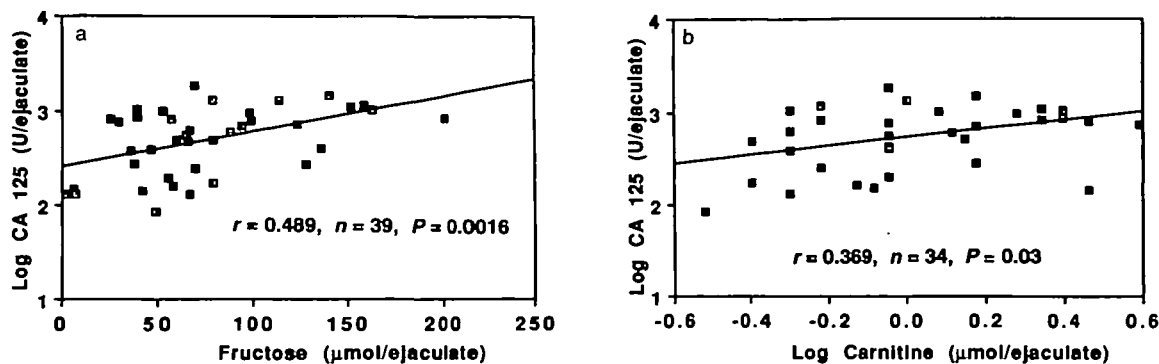 a
4
3
2
1
Log CA 125 (U/ejaculate)
r = 0.489, n = 39, P = 0.0016
0 50 100 150 200 250
Fructose (µmol/ejaculate)
b
4
3
2
1
Log CA 125 (U/ejaculate)
r = 0.369, n = 34, P = 0.03
-0.6 -0.4 -0.2 0.0 0.2 0.4 0.6
Log Carnitine (µmol/ejaculate)